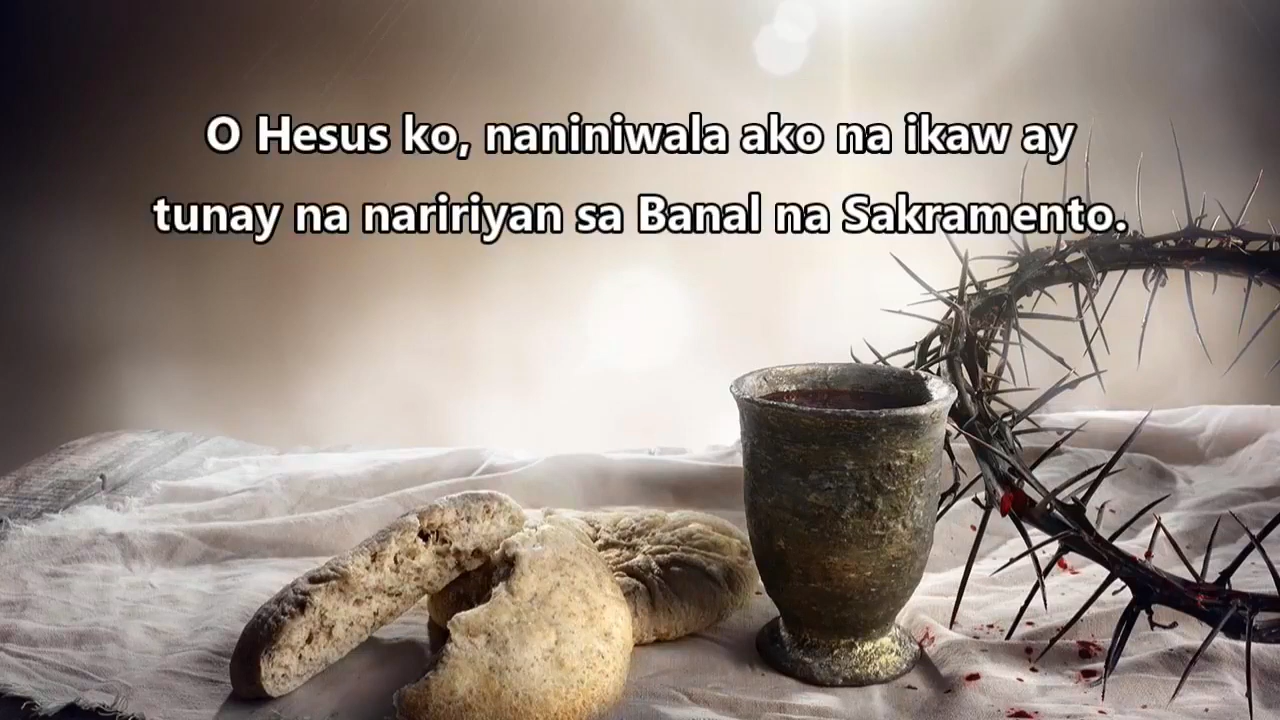 O Hesus ko, naniniwala ako na ikaw ay
tunay na naririyan sa Banal na Sakramento.